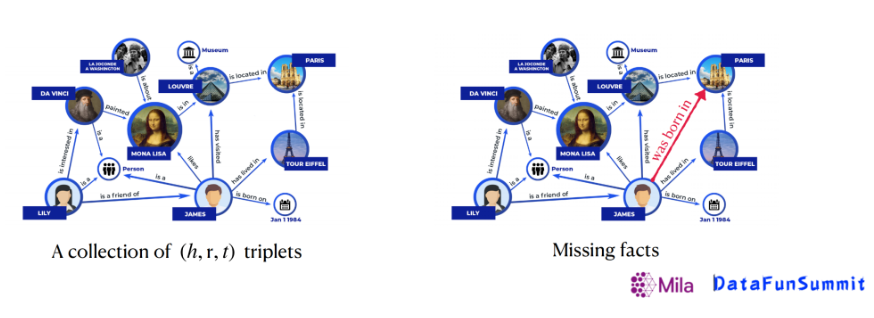 Museum
is a
LA JOCONDE
A WASHINGTON
PARIS
LOUVRE
is located in
is about
DA VINCI
painted
is in
is located in
MONA LISA
is interested in
is a
has visited
likes
TOUR EIFFEL
has lived in
Person
is a
is a
is a friend of
is born on
LILY
JAMES
Jan 1 1984
A collection of (h, r, t) triplets
Museum
is a
LA JOCONDE
A WASHINGTON
PARIS
LOUVRE
is located in
is about
DA VINCI
painted
is in
was born in
is located in
MONA LISA
is interested in
is a
has visited
likes
TOUR EIFFEL
has lived in
Person
is a
is a
is a friend of
is born on
LILY
JAMES
Jan 1 1984
Missing facts
Mila
DataFunSummit